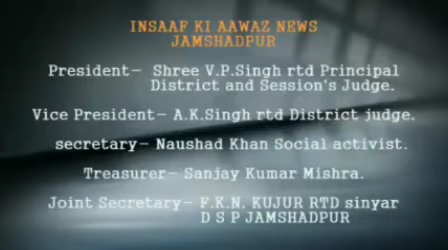 INSAAF KI AAWAZ NEWS
JAMSHADPUR
President- Shree V.P.Singh rtd Principal
District and Session's Judge.
Vice President- A.K.Singh rtd District judge.
secretary- Naushad Khan Social activist.
Treasurer- Sanjay Kumar Mishra.
Joint Secretary- F.K.N. KUJUR RTD sinyar
D S P JAMSHADPUR